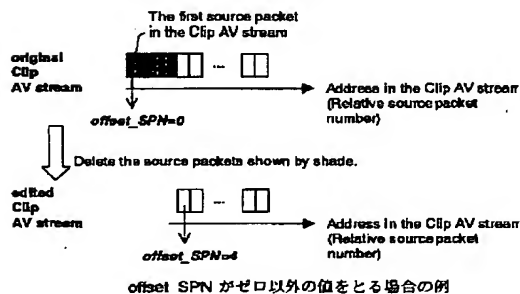 The first source packet
in the Clip AV stream
original
Clip
AV stream
...
Address in the Clip AV stream
(Relative source packet
number)
offset_SPN=0
Delete the source packets shown by shade.
edited
Clip
AV stream
...
Address in the Clip AV stream
(Relative source packet
number)
offset_SPN=4
offset SPN がゼロ以外の値をとる場合の例